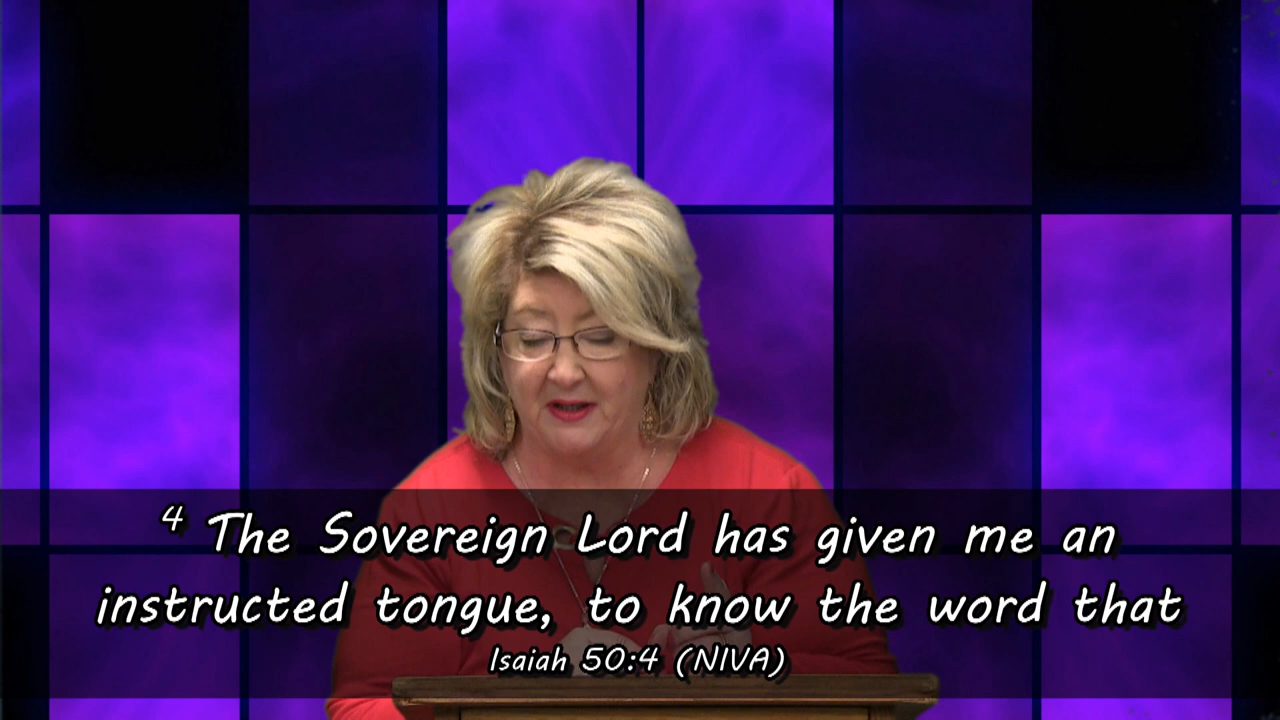 4 The Sovereign Lord has given me an
instructed tongue, to know the word that
Isaiah 50:4 (NIVA)